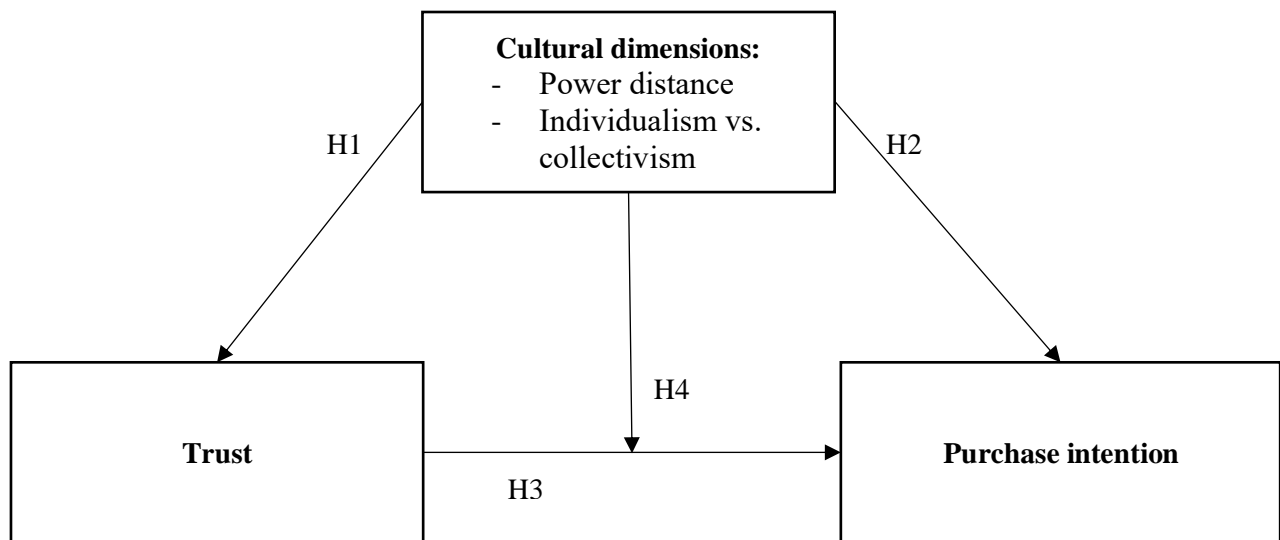 Cultural dimensions:
- Power distance
- Individualism vs.
collectivism
H1
H2
H4
Trust
Purchase intention
H3